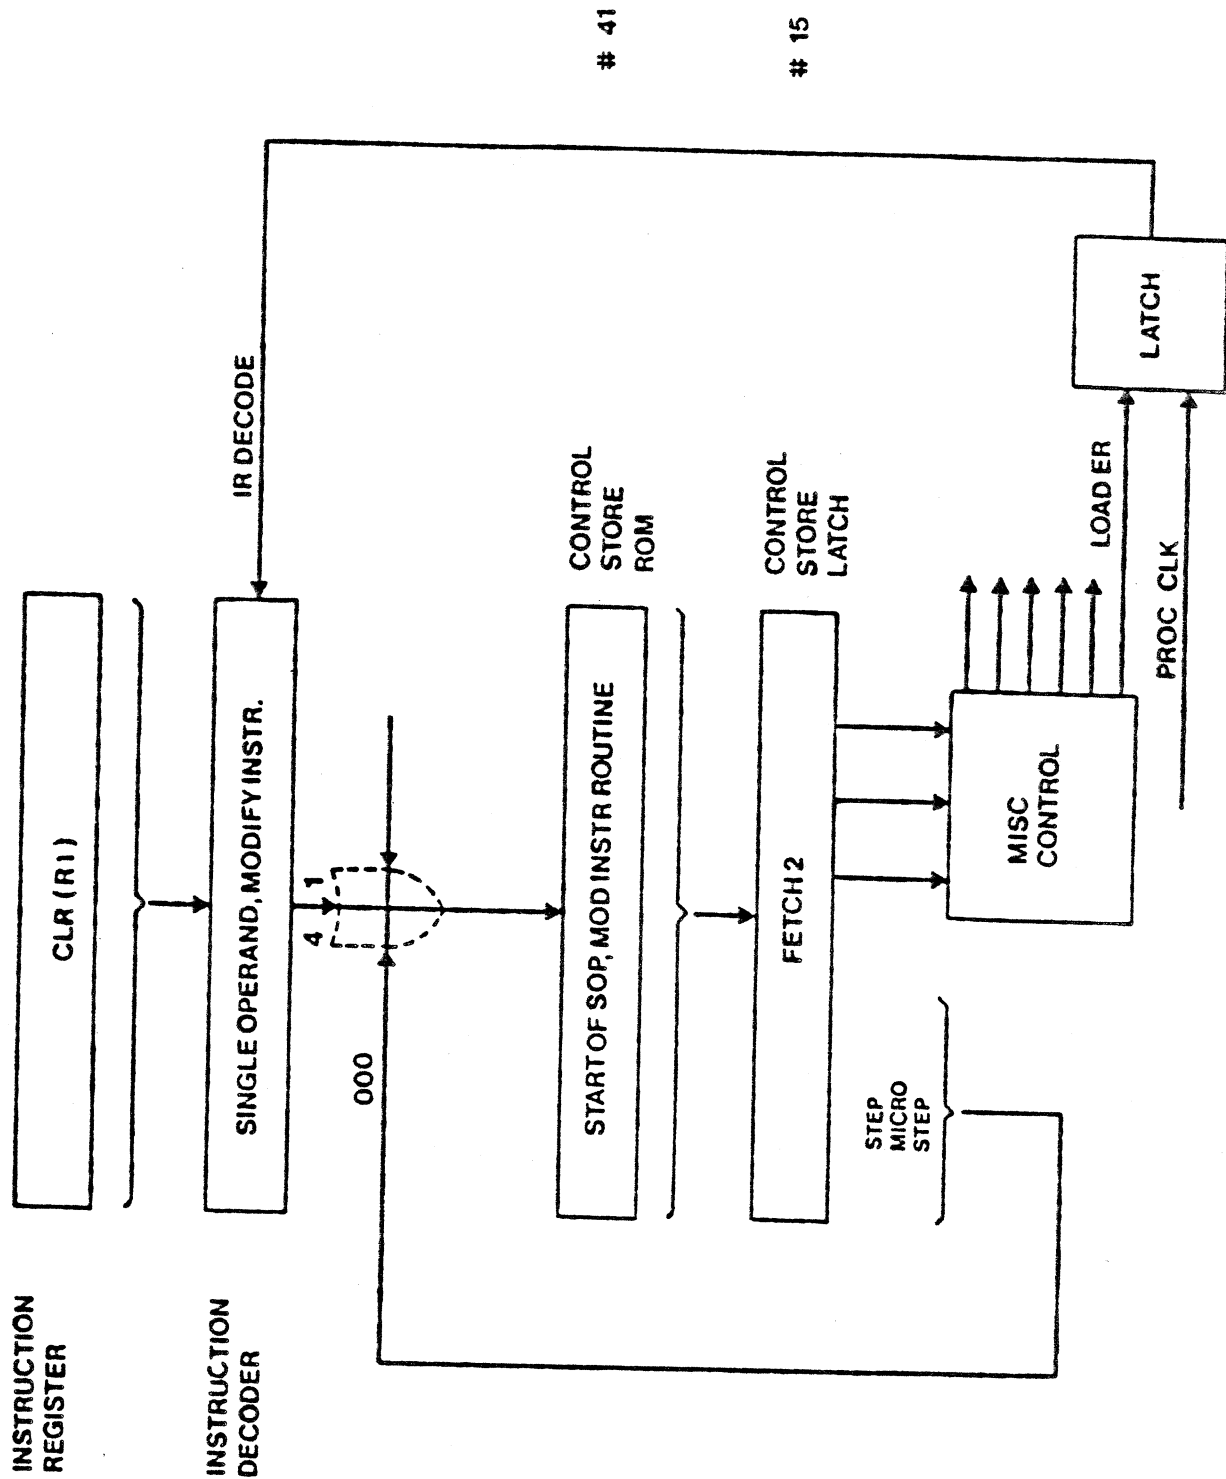 INSTRUCTION
REGISTER
CLR (R1)
INSTRUCTION
DECODER
SINGLE OPERAND, MODIFY INSTR.
IR DECODE
4 1
000
START OF SOP, MOD INSTR ROUTINE
CONTROL
STORE
ROM
# 41
FETCH 2
CONTROL
STORE
LATCH
# 15
STEP
MICRO
STEP
MISC
CONTROL
LOAD ER
PROC CLK
LATCH